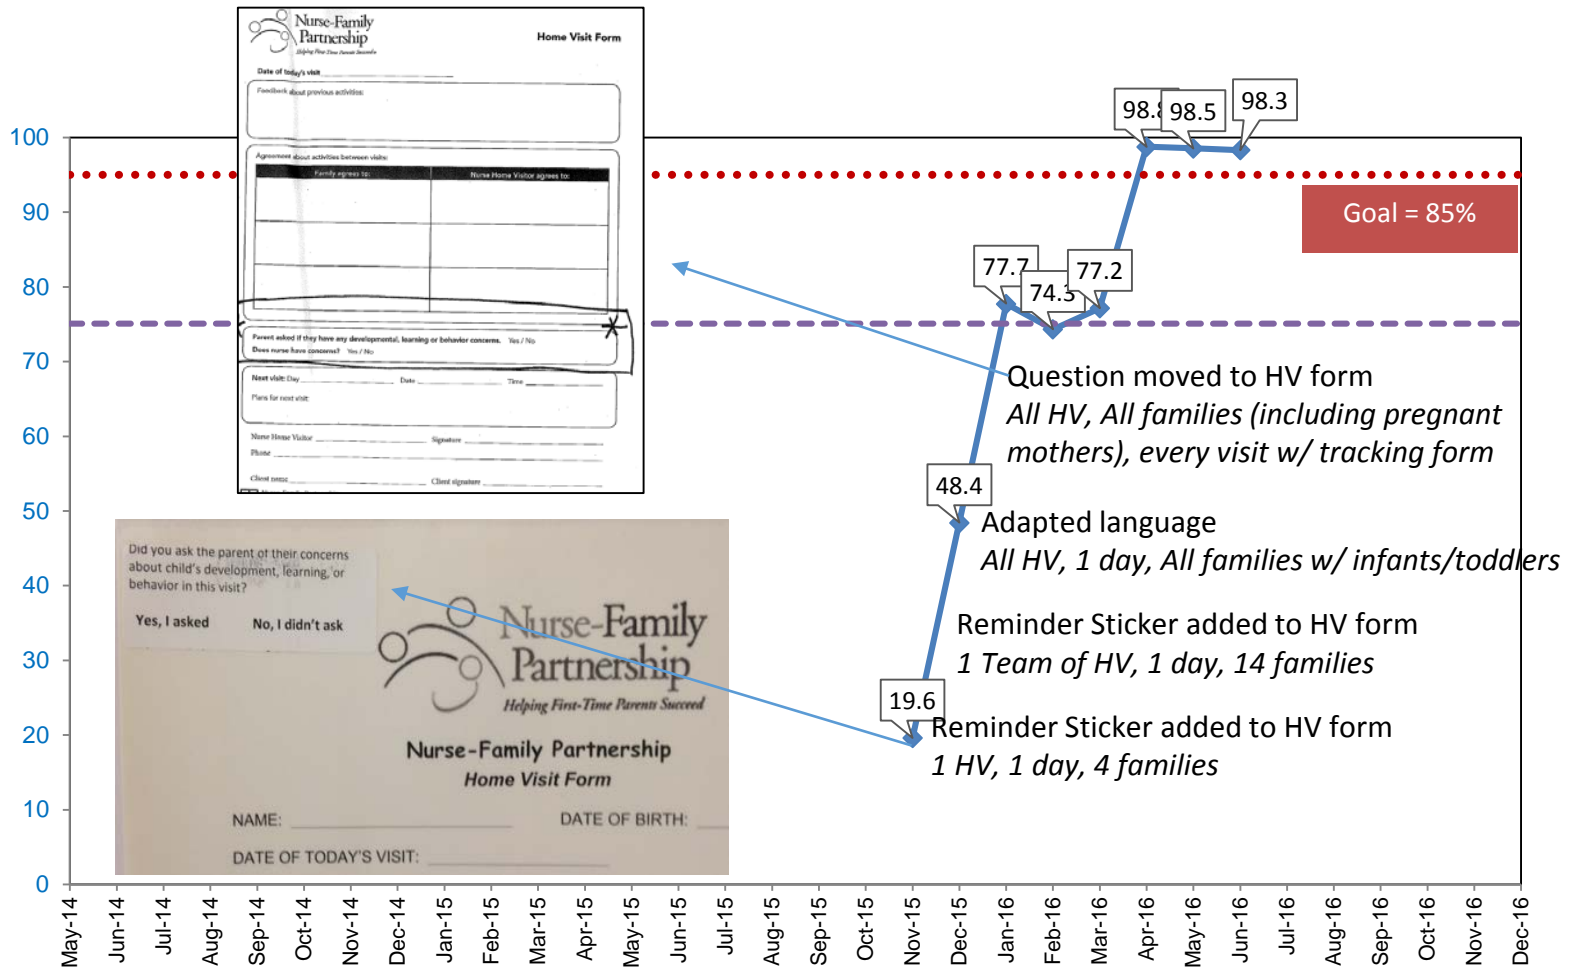 Nurse-Family
Partnership
Helping First-Time Parents Succeed
Home Visit Form
Date of today's visit
Feedback about previous activities:
Agreement about activities between visits:
Family agrees to:
Nurse Home Visitor agrees to:
Parent asked if they have any developmental, learning or behavior concerns. Yes / No
Does nurse have concerns? Yes / No
Next visit: Day
Date
Time
Plans for next visit:
Nurse Home Visitor
Signature
Phone
Client name
Client signature
Did you ask the parent of their concerns
about child's development, learning, or
behavior in this visit?
Yes, I asked
No, I didn't ask
Nurse-Family
Partnership
Helping First-Time Parents Succeed
Nurse-Family Partnership
Home Visit Form
NAME:
DATE OF BIRTH:
DATE OF TODAY'S VISIT:
100
90
80
70
60
50
40
30
20
10
0
98.8
98.5
98.3
Goal = 85%
77.7
74.3
77.2
Question moved to HV form
All HV, All families (including pregnant
mothers), every visit w/ tracking form
48.4
Adapted language
All HV, 1 day, All families w/ infants/toddlers
Reminder Sticker added to HV form
1 Team of HV, 1 day, 14 families
19.6
Reminder Sticker added to HV form
1 HV, 1 day, 4 families
May-14
Jun-14
Jul-14
Aug-14
Sep-14
Oct-14
Nov-14
Dec-14
Jan-15
Feb-15
Mar-15
Apr-15
May-15
Jun-15
Jul-15
Aug-15
Sep-15
Oct-15
Nov-15
Dec-15
Jan-16
Feb-16
Mar-16
Apr-16
May-16
Jun-16
Jul-16
Aug-16
Sep-16
Oct-16
Nov-16
Dec-16